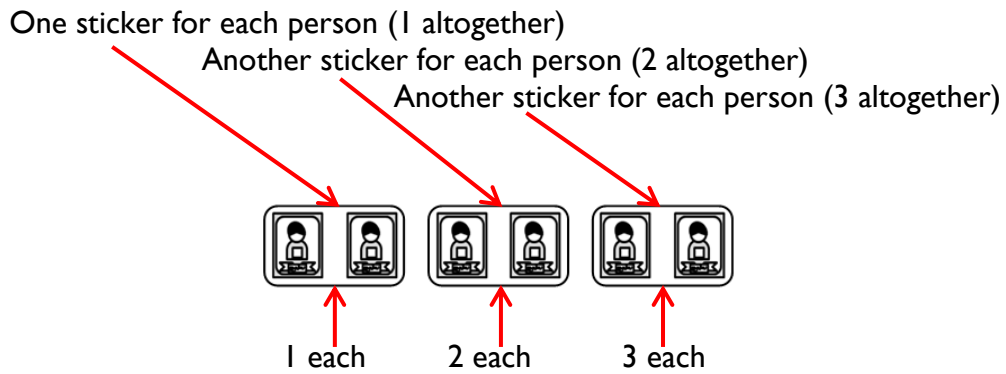 One sticker for each person (1 altogether)
Another sticker for each person (2 altogether)
Another sticker for each person (3 altogether)
1 each
2 each
3 each